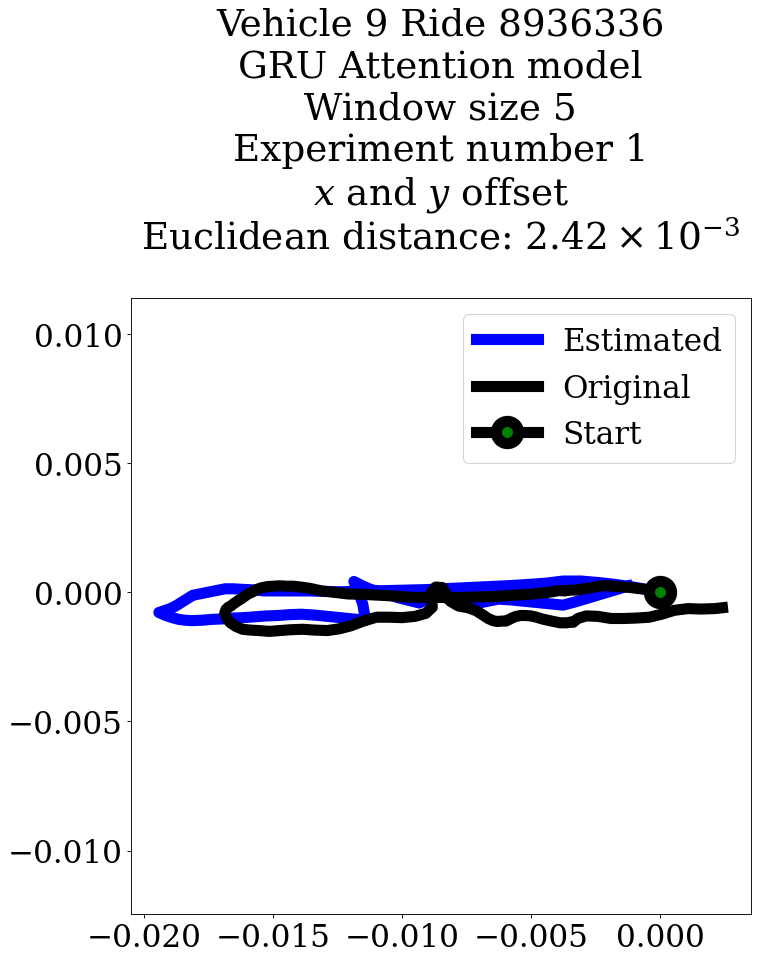 Vehicle 9 Ride 8936336
GRU Attention model
Window size 5
Experiment number 1
x and y offset
Euclidean distance: 2.42 × 10⁻³
Estimated
Original
Start
0.010
0.005
0.000
−0.005
−0.010
−0.020 −0.015 −0.010 −0.005 0.000